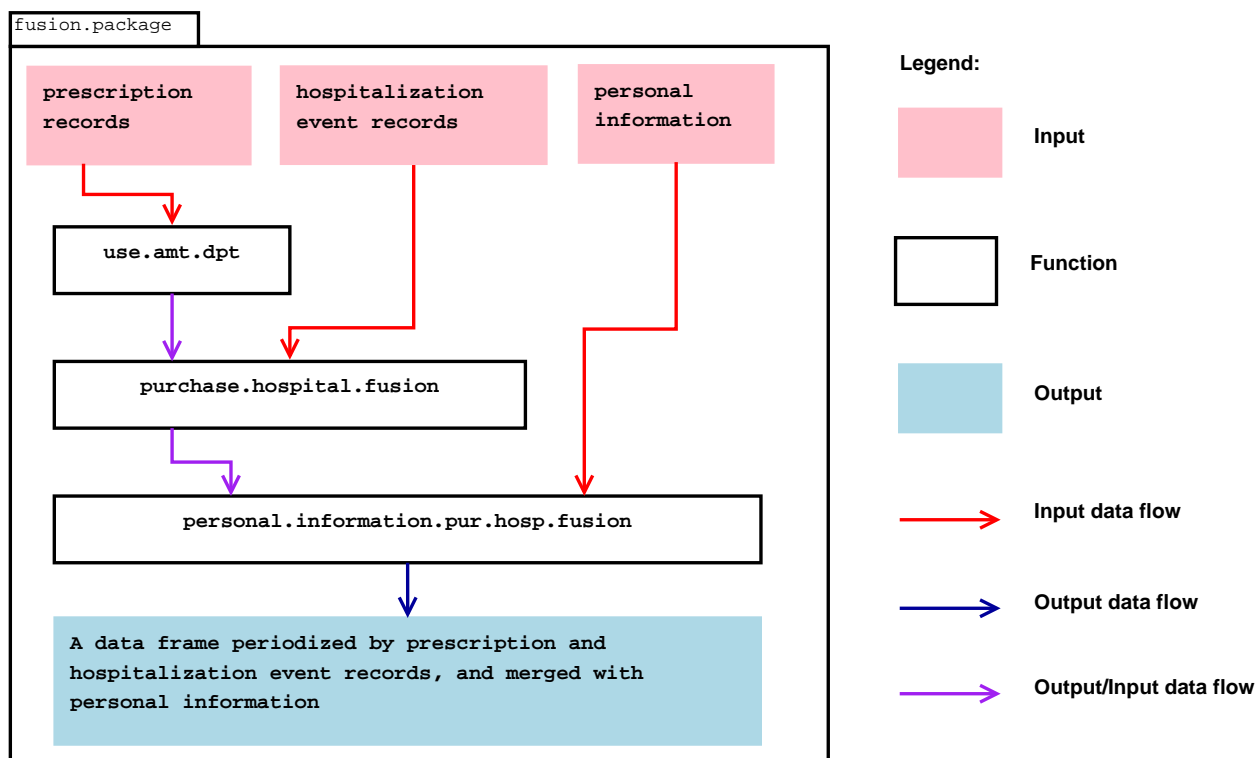 fusion.package
prescription
records
hospitalization
event records
personal
information
use.amt.dpt
purchase.hospital.fusion
personal.information.pur.hosp.fusion
A data frame periodized by prescription and
hospitalization event records, and merged with
personal information
Legend:
Input
Function
Output
Input data flow
Output data flow
Output/Input data flow